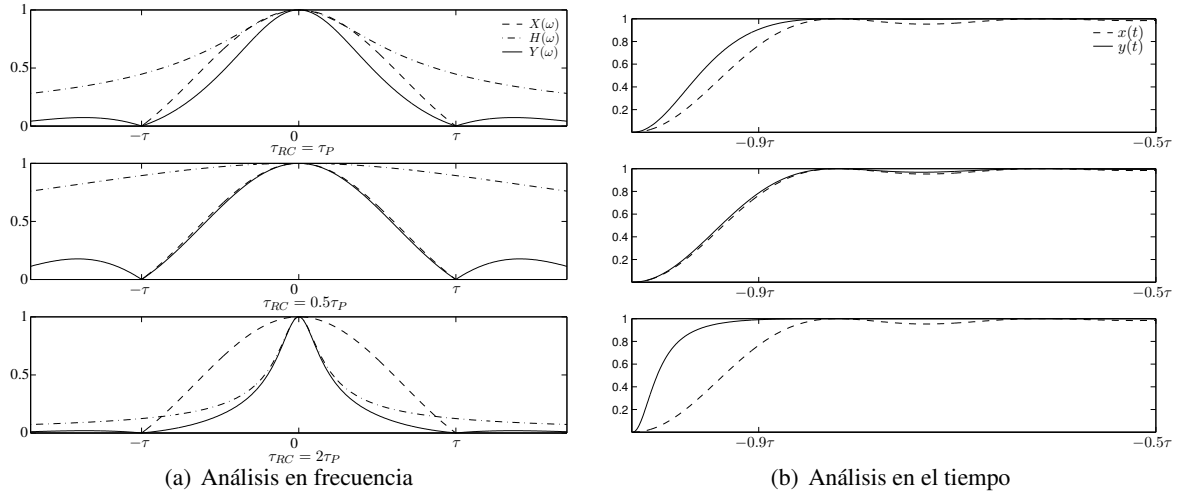 1
0.5
0
−τ
0
τ
X(ω)
H(ω)
Y(ω)
τ_RC = τ_P
1
0.5
0
−τ
0
τ
τ_RC = 0.5τ_P
1
0.5
0
−τ
0
τ
τ_RC = 2τ_P
(a) Análisis en frecuencia
1
0.8
0.6
0.4
0.2
−0.9τ
−0.5τ
x(t)
y(t)
1
0.8
0.6
0.4
0.2
−0.9τ
−0.5τ
1
0.8
0.6
0.4
0.2
−0.9τ
−0.5τ
(b) Análisis en el tiempo